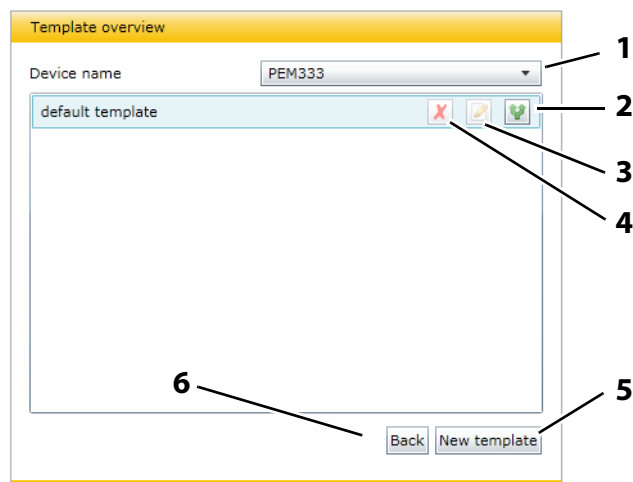 Template overview
Device name PEM333 1
default template 2
3
4
6
5
Back New template